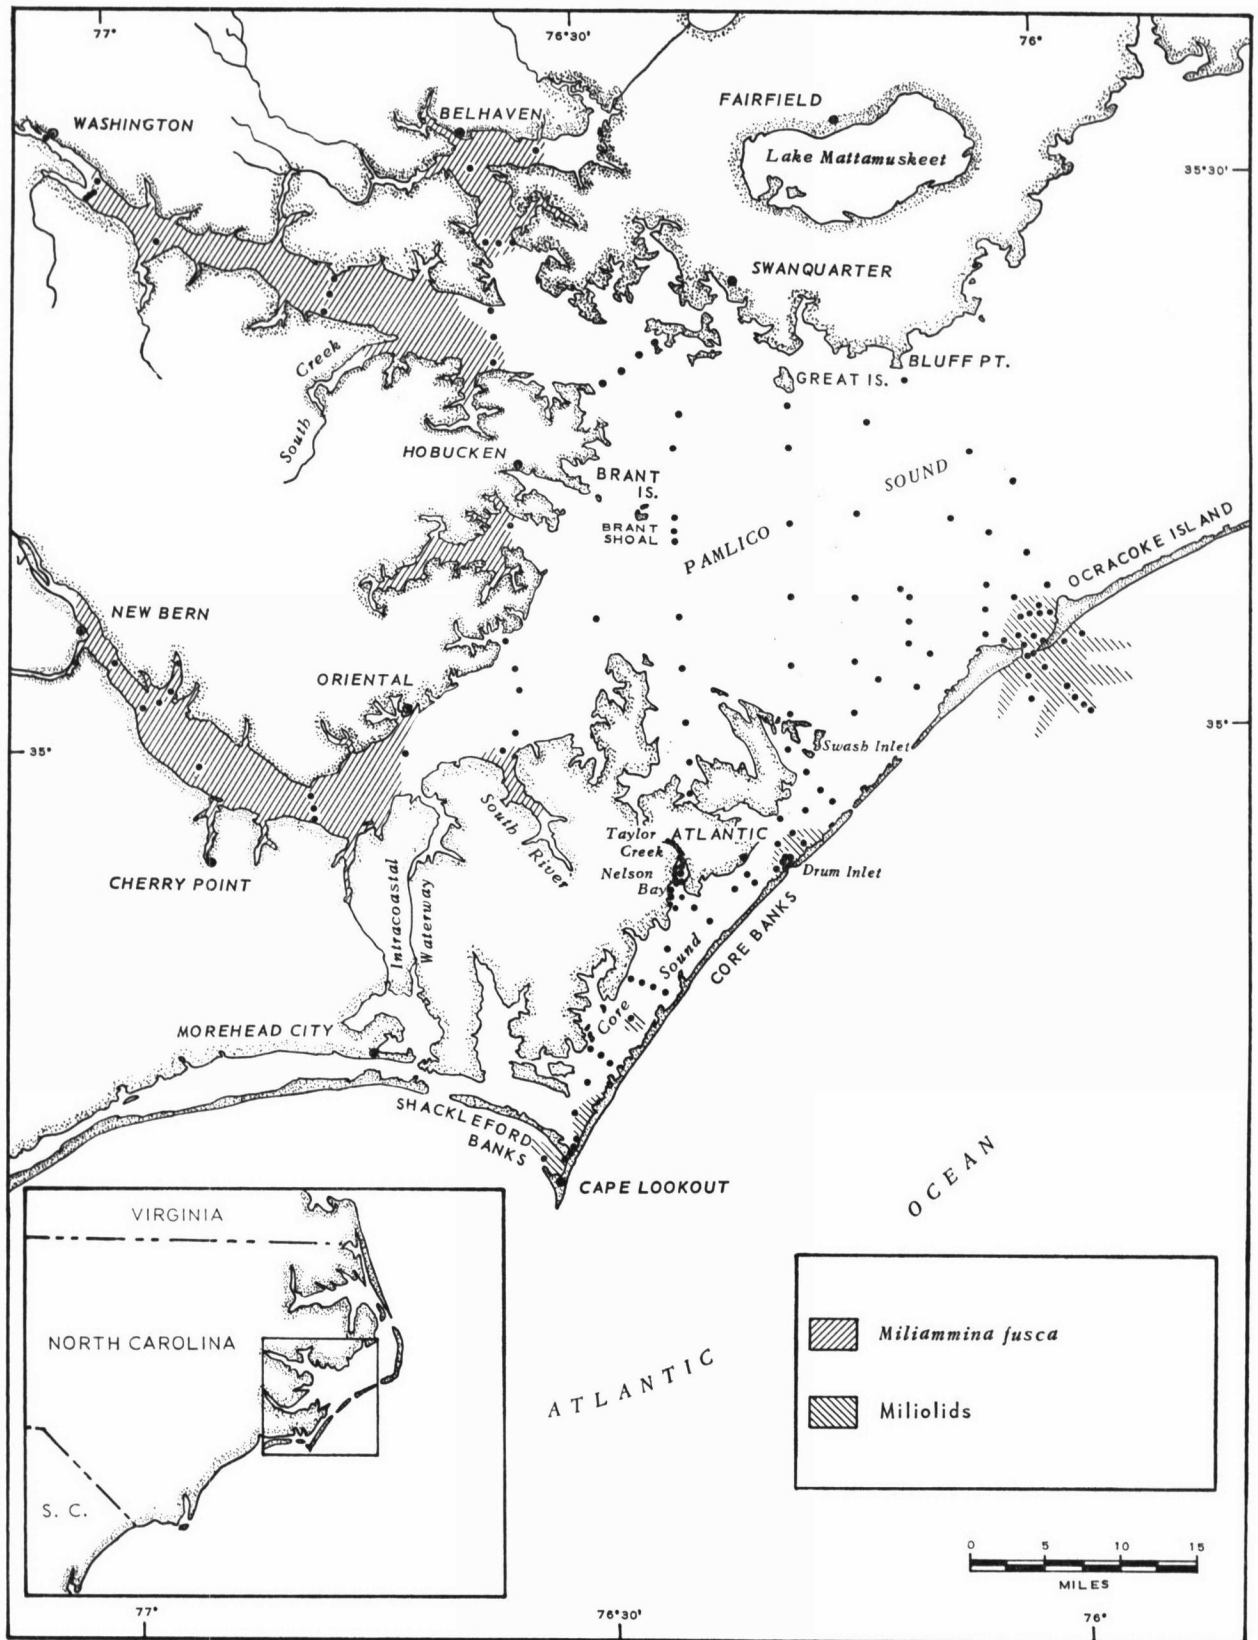 77°
76°30'
76°
WASHINGTON
BELHAVEN
FAIRFIELD
Lake Mattamuskeet
35°30'
SWANQUARTER
BLUFF PT.
GREAT IS.
South Creek
HOBUCKEN
BRANT
IS.
BRANT
SHOAL
PAMLICO
SOUND
OCRACOKE ISLAND
NEW BERN
ORIENTAL
35°
35°
Swash Inlet
South River
Taylor
Creek
ATLANTIC
Nelson
Bay
Drum Inlet
CHERRY POINT
Intracoastal
Waterway
Core Sound
CORE BANKS
MOREHEAD CITY
SHACKLEFORD
BANKS
CAPE LOOKOUT
ATLANTIC
OCEAN
VIRGINIA
NORTH CAROLINA
S. C.
Miliammina fusca
Miliolids
0 5 10 15
MILES
77°
76°30'
76°